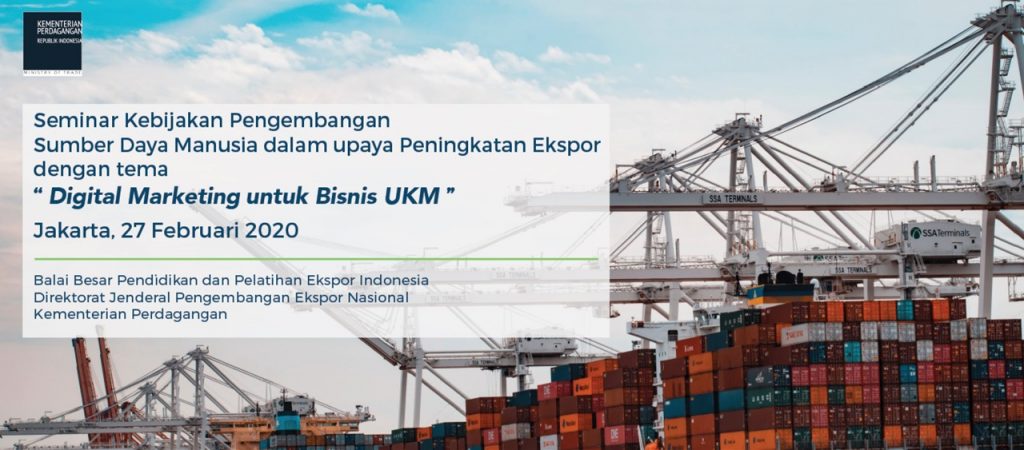 KEMENTERIAN
PERDAGANGAN
REPUBLIK INDONESIA
MINISTRY OF TRADE
Seminar Kebijakan Pengembangan
Sumber Daya Manusia dalam upaya Peningkatan Ekspor
dengan tema
“ Digital Marketing untuk Bisnis UKM ”
Jakarta, 27 Februari 2020
Balai Besar Pendidikan dan Pelatihan Ekspor Indonesia
Direktorat Jenderal Pengembangan Ekspor Nasional
Kementerian Perdagangan
SSA TERMINALS
SSA TERMINALS
SSATerminals
SSA TERMINALS